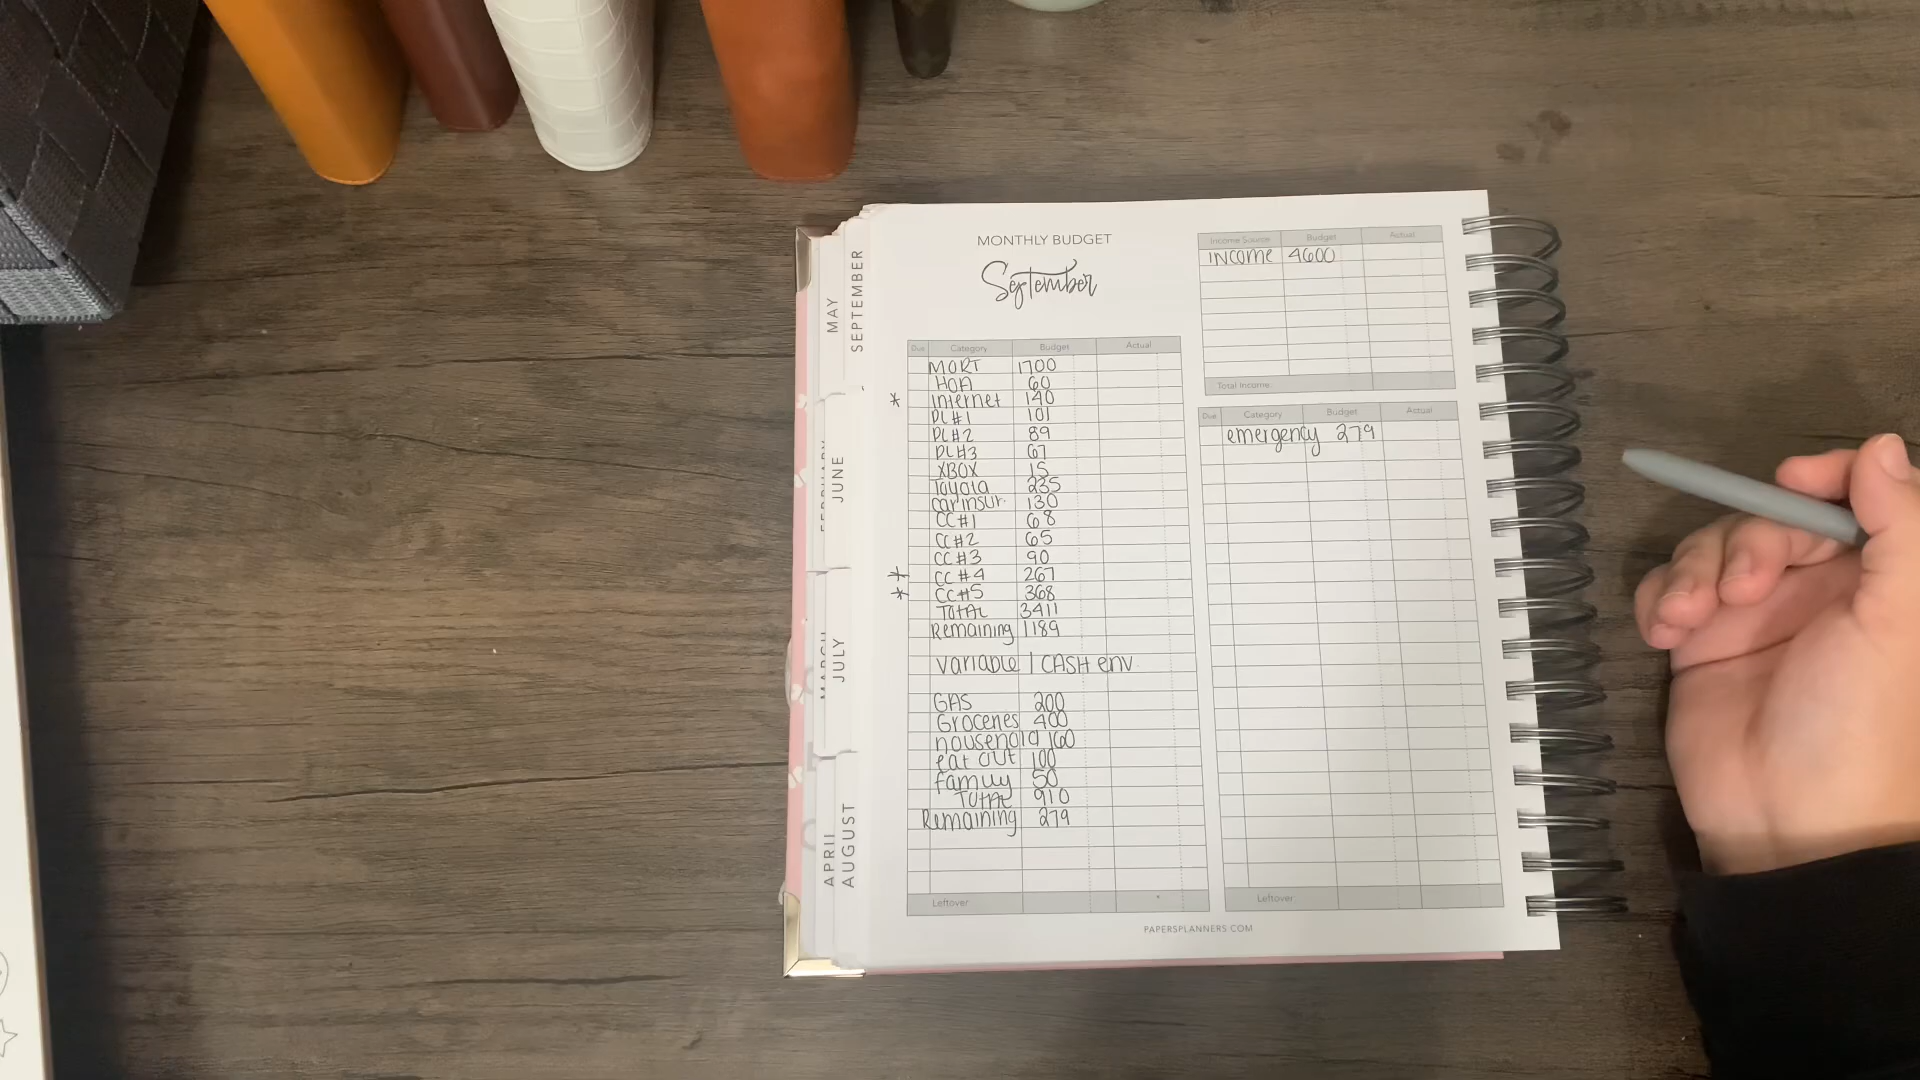 MONTHLY BUDGET
September
Due Category Budget Actual
MORT 1700
HOA 60
* Internet 140
PL#1 101
PL#2 89
PL#3 67
XBOX 15
Toyota 235
car insur. 130
CC#1 68
CC#2 65
CC#3 90
* CC#4 267
* CC#5 368
TOTAL 3411
Remaining 1189
variable / CASH env.
GAS 200
Groceries 400
household 160
eat out 100
family 50
TOTAL 910
Remaining 279
Leftover
Income Source Budget Actual
INCOME 4600
Total Income:
Due Category Budget Actual
emergency 279
Leftover
PAPERSPLANNERS.COM
MAY
SEPTEMBER
FEBRUARY
JUNE
MARCH
JULY
APRIL
AUGUST